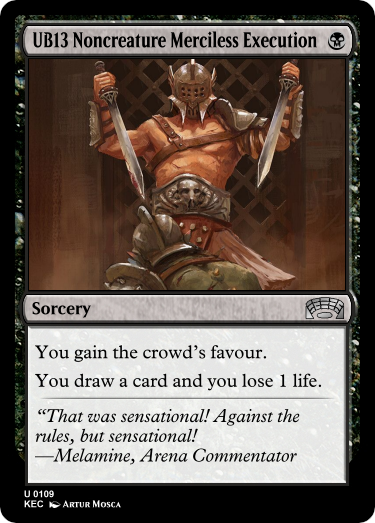 UB13 Noncreature Merciless Execution
Sorcery
You gain the crowd's favour.
You draw a card and you lose 1 life.
“That was sensational! Against the
rules, but sensational!
—Melamine, Arena Commentator
U 0109
KEC Artur Mosca